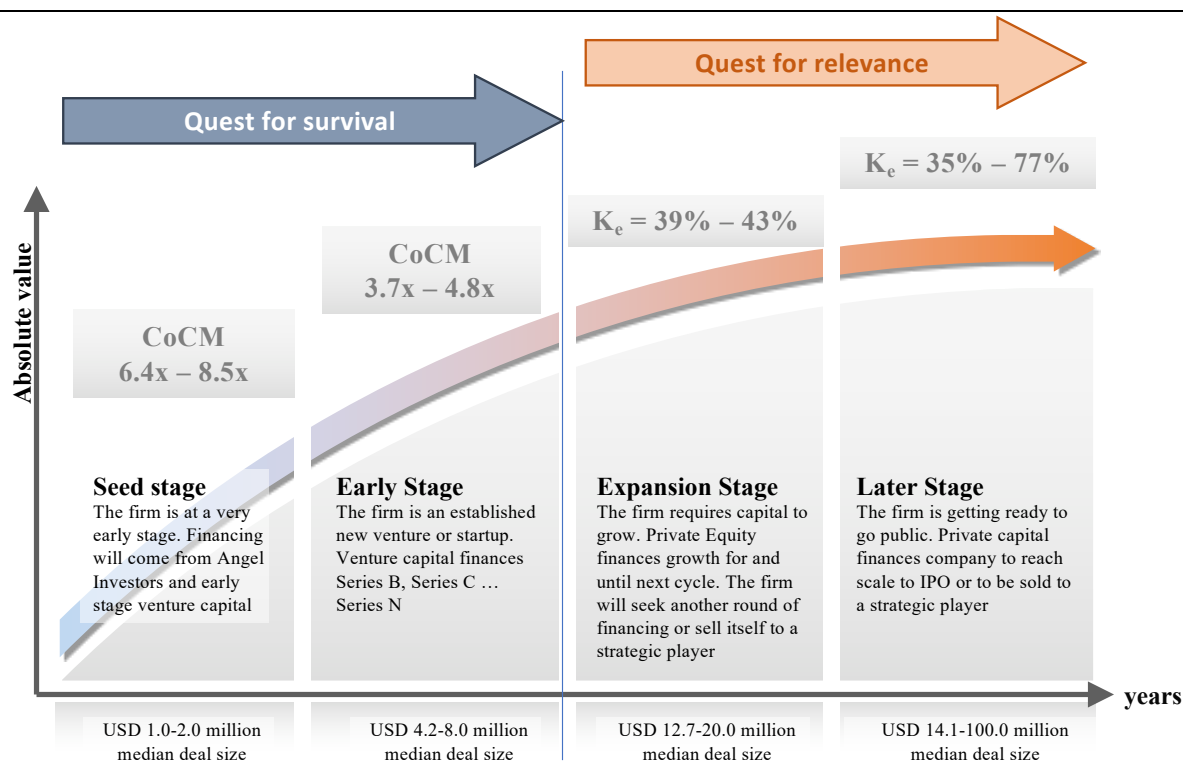 Quest for relevance
Quest for survival
K_e = 35% – 77%
K_e = 39% – 43%
CoCM
3.7x – 4.8x
CoCM
6.4x – 8.5x
Absolute value
Seed stage
The firm is at a very
early stage. Financing
will come from Angel
Investors and early
stage venture capital
Early Stage
The firm is an established
new venture or startup.
Venture capital finances
Series B, Series C …
Series N
Expansion Stage
The firm requires capital to
grow. Private Equity
finances growth for and
until next cycle. The firm
will seek another round of
financing or sell itself to a
strategic player
Later Stage
The firm is getting ready to
go public. Private capital
finances company to reach
scale to IPO or to be sold to
a strategic player
years
USD 1.0-2.0 million
median deal size
USD 4.2-8.0 million
median deal size
USD 12.7-20.0 million
median deal size
USD 14.1-100.0 million
median deal size